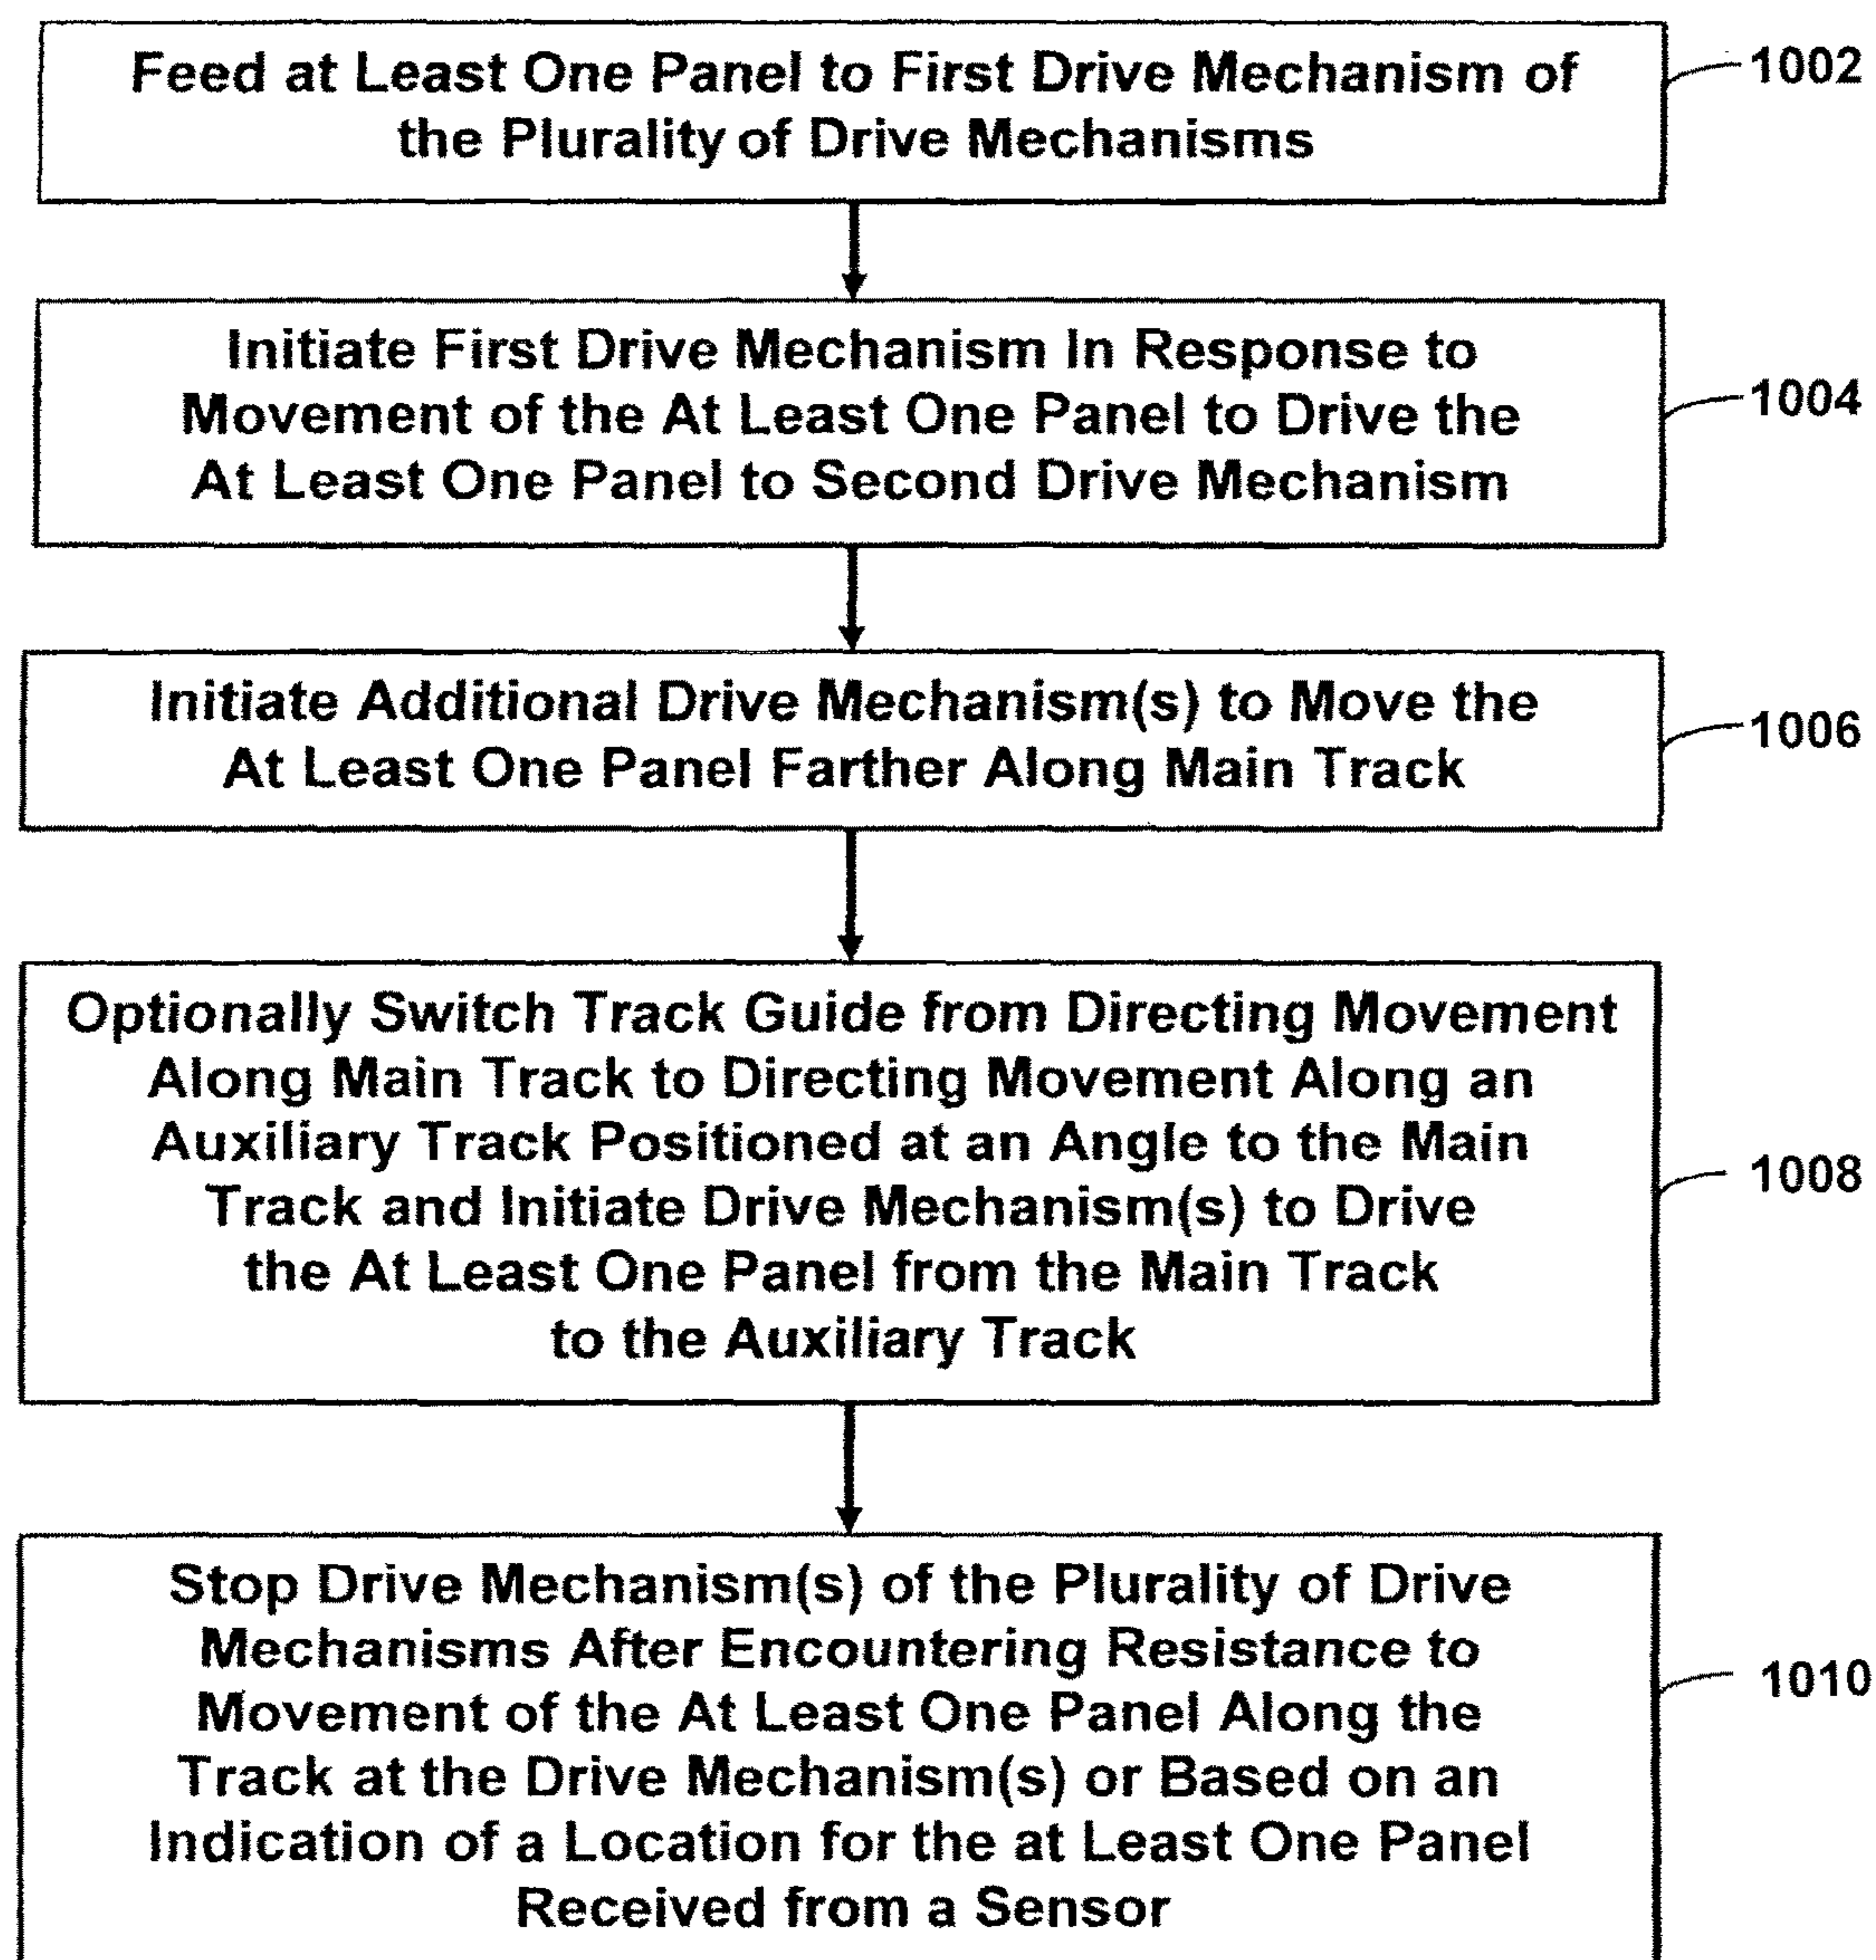 Feed at Least One Panel to First Drive Mechanism of
the Plurality of Drive Mechanisms
1002
Initiate First Drive Mechanism In Response to
Movement of the At Least One Panel to Drive the
At Least One Panel to Second Drive Mechanism
1004
Initiate Additional Drive Mechanism(s) to Move the
At Least One Panel Farther Along Main Track
1006
Optionally Switch Track Guide from Directing Movement
Along Main Track to Directing Movement Along an
Auxiliary Track Positioned at an Angle to the Main
Track and Initiate Drive Mechanism(s) to Drive
the At Least One Panel from the Main Track
to the Auxiliary Track
1008
Stop Drive Mechanism(s) of the Plurality of Drive
Mechanisms After Encountering Resistance to
Movement of the At Least One Panel Along the
Track at the Drive Mechanism(s) or Based on an
Indication of a Location for the at Least One Panel
Received from a Sensor
1010